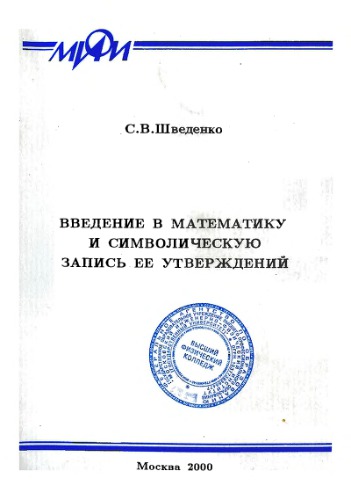 МИФИ
С.В.Шведенко
ВВЕДЕНИЕ В МАТЕМАТИКУ
И СИМВОЛИЧЕСКУЮ
ЗАПИСЬ ЕЕ УТВЕРЖДЕНИЙ
ВЫСШИЙ
ФИЗИЧЕСКИЙ
КОЛЛЕДЖ
Москва 2000